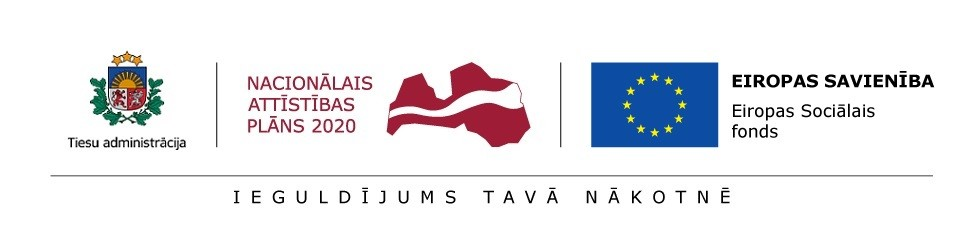 Tiesu administrācija
NACIONĀLAIS
ATTĪSTĪBAS
PLĀNS 2020
EIROPAS SAVIENĪBA
Eiropas Sociālais
fonds
IEGULDĪJUMS TAVĀ NĀKOTNĒ